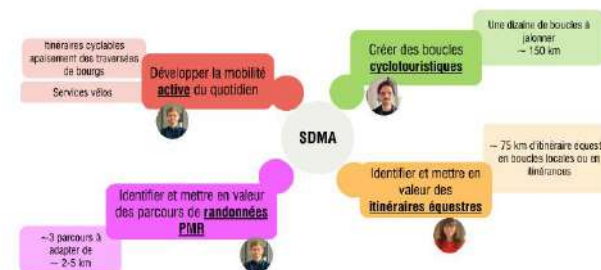 Itinéraires cyclables
apaisement des traversées
de bourgs
Services vélos
Développer la mobilité
active du quotidien
Créer des boucles
cyclotouristiques
Une dizaine de boucles à
jalonner
~ 150 km
SDMA
Identifier et mettre en valeur
des parcours de randonnées
PMR
~3 parcours à
adapter de
~ 2-5 km
Identifier et mettre en
valeur des
itinéraires équestres
~ 75 km d'itinéraire équest
en boucles locales ou en
itinérances